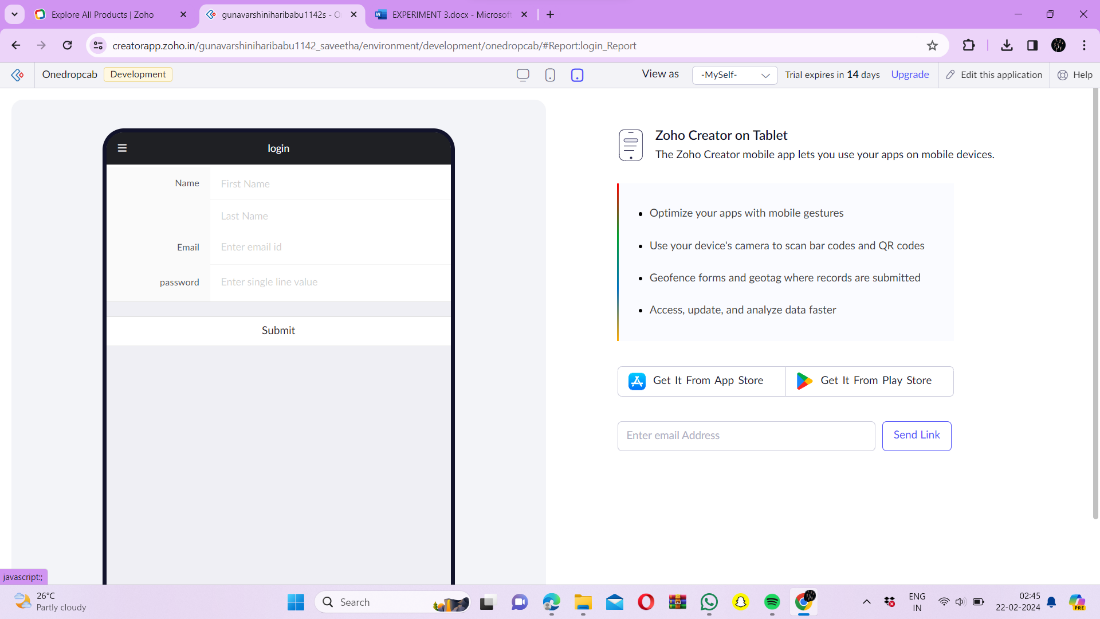 Explore All Products | Zoho
gunavarshiniharibabu1142s - O
EXPERIMENT 3.docx - Microsoft
creatorapp.zoho.in/gunavarshiniharibabu1142_saveetha/environment/development/onedropcab/#Report:login_Report
Onedropcab Development View as -MySelf- Trial expires in 14 days Upgrade Edit this application Help
login
Name First Name
Last Name
Email Enter email id
password Enter single line value
Submit
Zoho Creator on Tablet
The Zoho Creator mobile app lets you use your apps on mobile devices.
Optimize your apps with mobile gestures
Use your device's camera to scan bar codes and QR codes
Geofence forms and geotag where records are submitted
Access, update, and analyze data faster
Get It From App Store Get It From Play Store
Enter email Address Send Link
javascript:;
26°C
Partly cloudy
Search
ENG
IN
02:45
22-02-2024
PRE